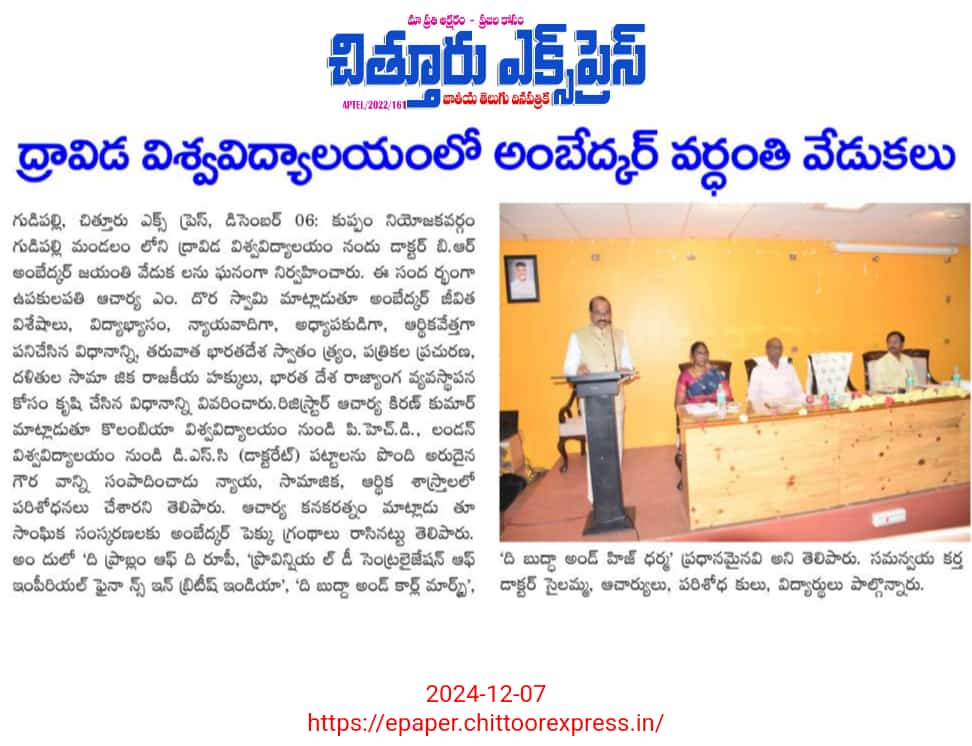 మా ప్రతి అక్షరం - ప్రజల కోసం
చిత్తూరు ఎక్స్‌ప్రెస్
APTEL/2022/161
జాతీయ తెలుగు దినపత్రిక
ద్రావిడ విశ్వవిద్యాలయంలో అంబేద్కర్ వర్ధంతి వేడుకలు
గుడిపల్లి, చిత్తూరు ఎక్స్ ప్రెస్, డిసెంబర్ 06: కుప్పం నియోజకవర్గం
గుడిపల్లి మండలం లోని ద్రావిడ విశ్వవిద్యాలయం నందు డాక్టర్ బి.ఆర్
అంబేద్కర్ జయంతి వేడుక లను ఘనంగా నిర్వహించారు. ఈ సంద ర్భంగా
ఉపకులపతి ఆచార్య ఎం. దొర స్వామి మాట్లాడుతూ అంబేద్కర్ జీవిత
విశేషాలు, విద్యాభ్యాసం, న్యాయవాదిగా, అధ్యాపకుడిగా, ఆర్థికవేత్తగా
పనిచేసిన విధానాన్ని, తరువాత భారతదేశ స్వాతం త్ర్యం, పత్రికల ప్రచురణ,
దళితుల సామా జిక రాజకీయ హక్కులు, భారత దేశ రాజ్యాంగ వ్యవస్థాపన
కోసం కృషి చేసిన విధానాన్ని వివరించారు.రిజిస్ట్రార్ ఆచార్య కిరణ్ కుమార్
మాట్లాడుతూ కొలంబియా విశ్వవిద్యాలయం నుండి పి.హెచ్.డి., లండన్
విశ్వవిద్యాలయం నుండి డి.ఎస్.సి (డాక్టరేట్) పట్టాలను పొంది అరుదైన
గౌర వాన్ని సంపాదించాడు న్యాయ, సామాజిక, ఆర్థిక శాస్త్రాలలో
పరిశోధనలు చేశారని తెలిపారు. ఆచార్య కనకరత్నం మాట్లాడు తూ
సాంఘిక సంస్కరణలకు అంబేద్కర్ పెక్కు గ్రంథాలు రాసినట్టు తెలిపారు.
అం దులో 'ది ప్రాబ్లం ఆఫ్ ది రూపీ, 'ప్రొవిన్షియ ల్ డీ సెంట్రలైజేషన్ ఆఫ్
ఇంపీరియల్ ఫైనా న్స్ ఇన్ బ్రిటీష్ ఇండియా', 'ది బుద్దా అండ్ కార్ల్ మార్క్స్',
'ది బుద్ధా అండ్ హిజ్ ధర్మ' ప్రధానమైనవి అని తెలిపారు. సమన్వయ కర్త
డాక్టర్ సైలమ్మ, ఆచార్యులు, పరిశోధ కులు, విద్యార్థులు పాల్గొన్నారు.
2024-12-07
https://epaper.chittoorexpress.in/